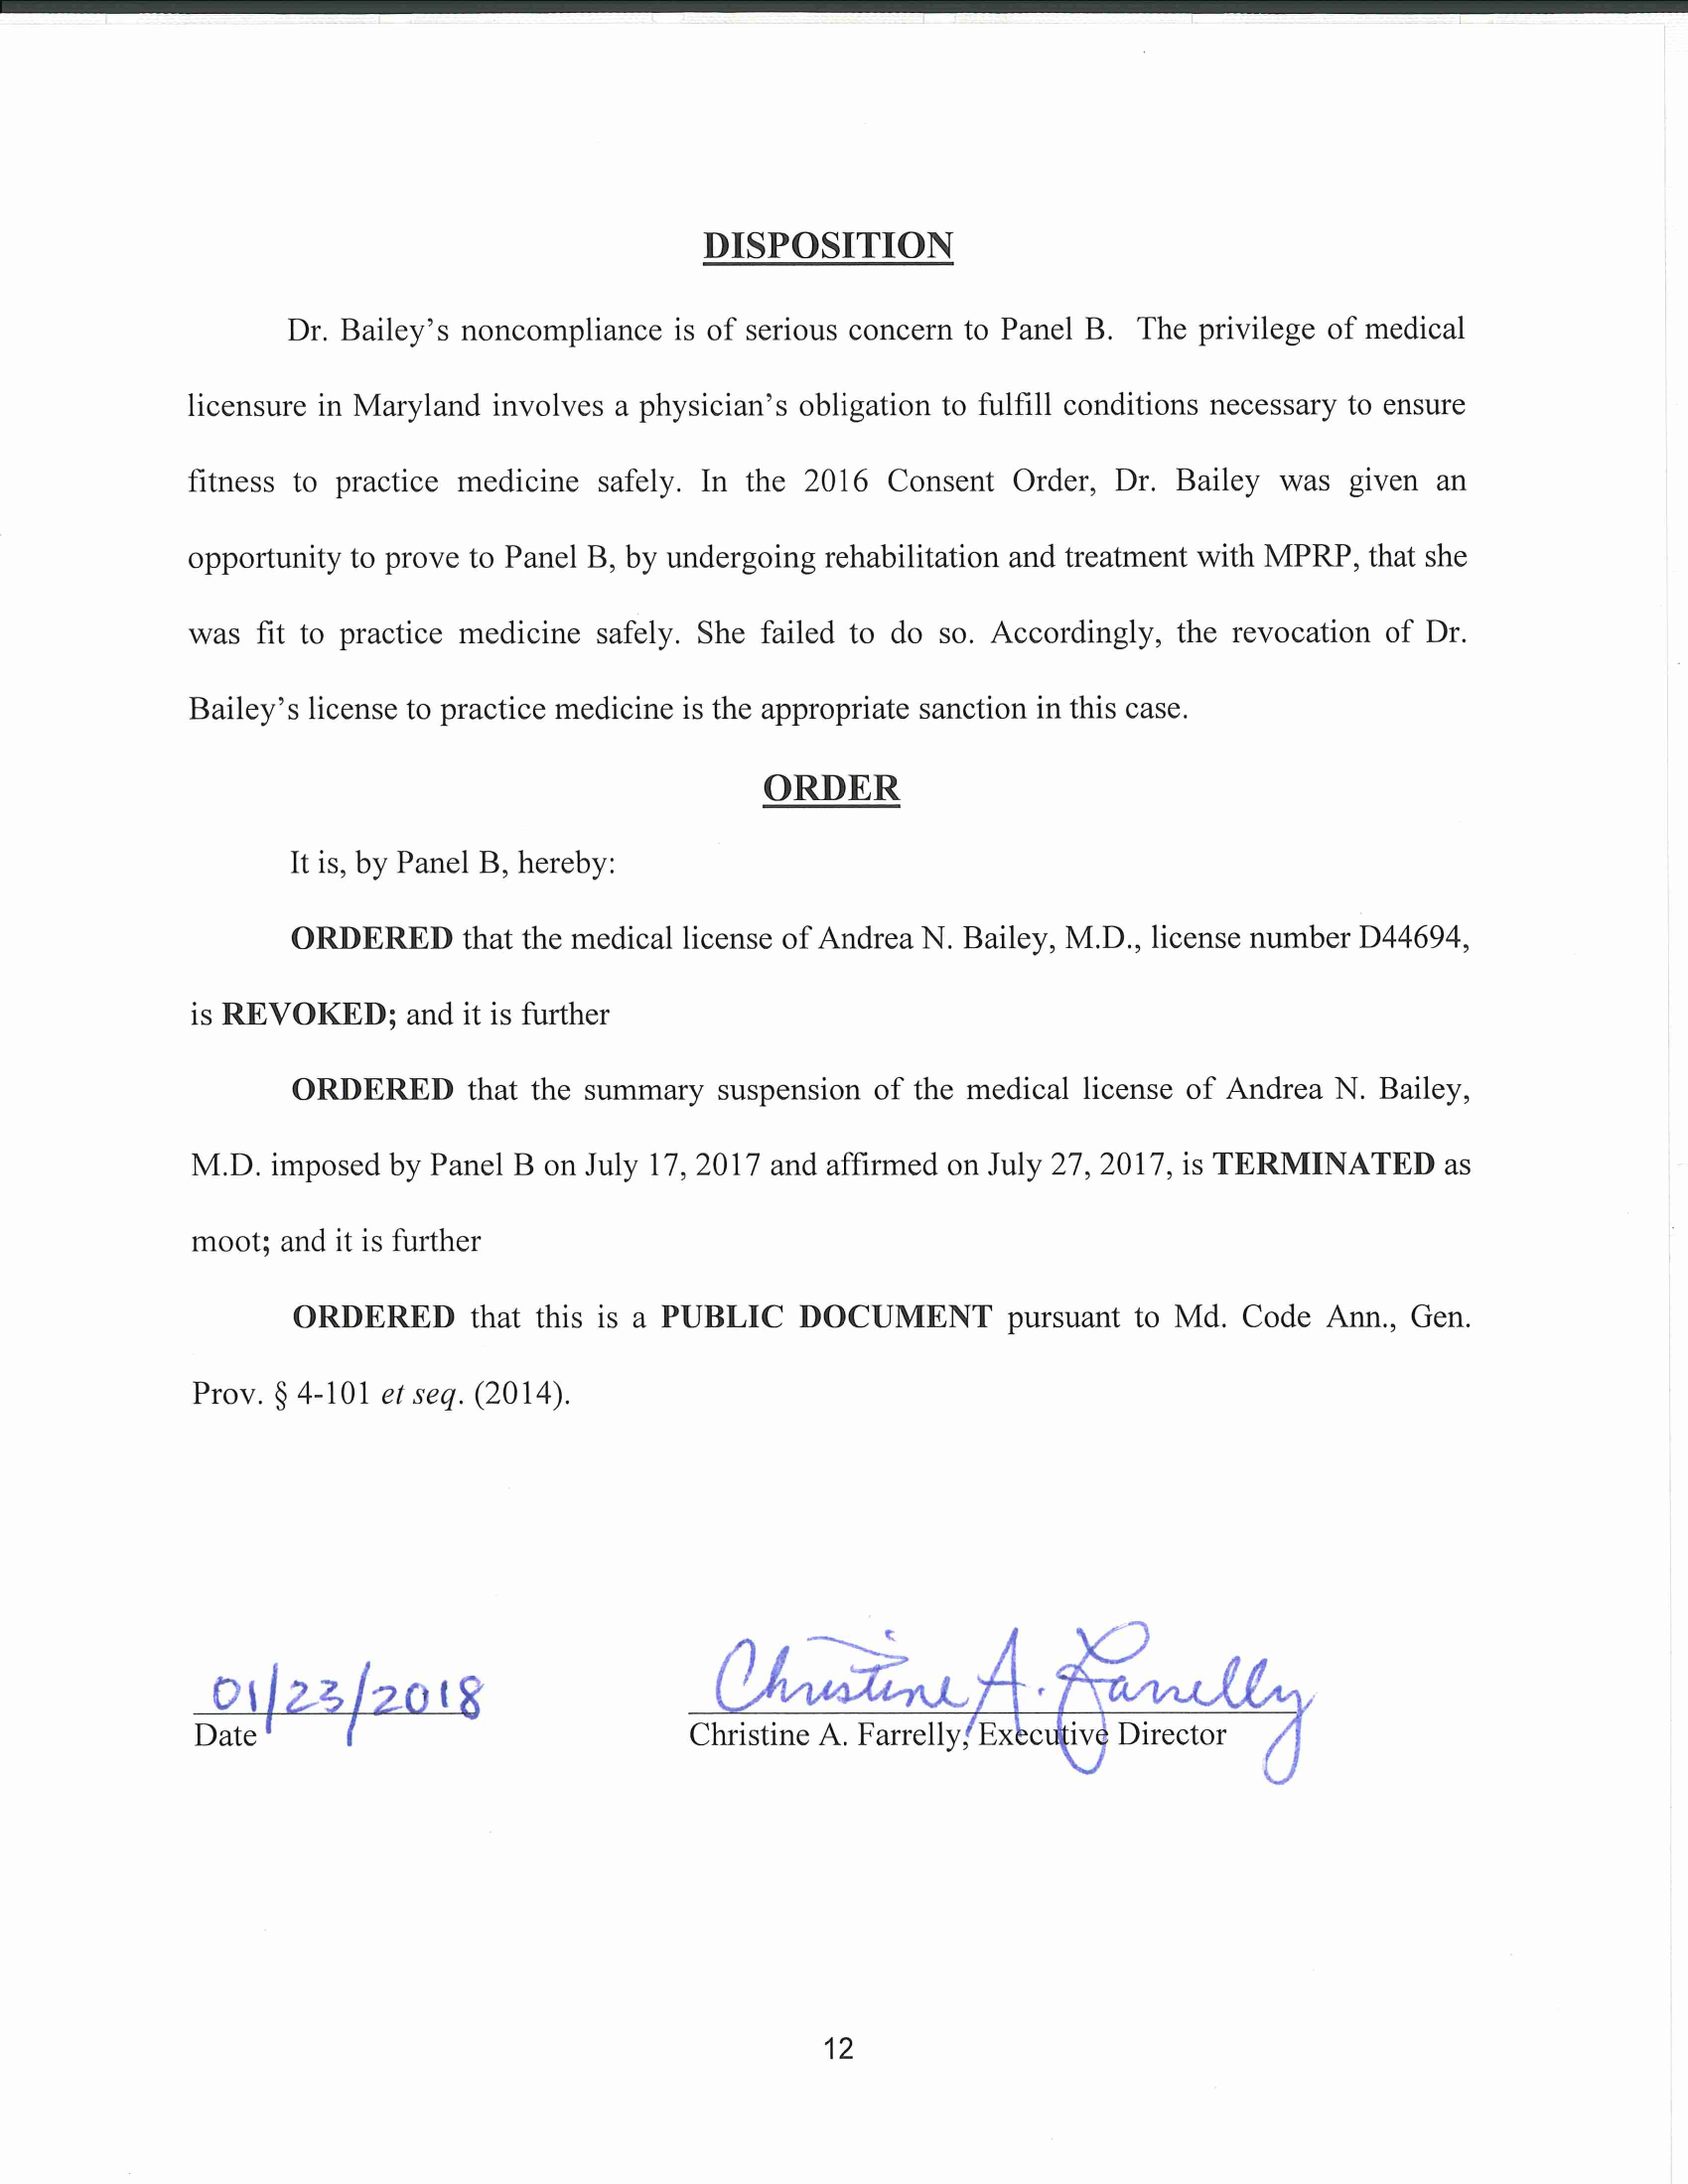 DISPOSITION
Dr. Bailey's noncompliance is of serious concern to Panel B. The privilege of medical
licensure in Maryland involves a physician's obligation to fulfill conditions necessary to ensure
fitness to practice medicine safely. In the 2016 Consent Order, Dr. Bailey was given an
opportunity to prove to Panel B, by undergoing rehabilitation and treatment with MPRP, that she
was fit to practice medicine safely. She failed to do so. Accordingly, the revocation of Dr.
Bailey's license to practice medicine is the appropriate sanction in this case.
ORDER
It is, by Panel B, hereby:
ORDERED that the medical license of Andrea N. Bailey, M.D., license number D44694,
is REVOKED; and it is further
ORDERED that the summary suspension of the medical license of Andrea N. Bailey,
M.D. imposed by Panel B on July 17, 2017 and affirmed on July 27, 2017, is TERMINATED as
moot; and it is further
ORDERED that this is a PUBLIC DOCUMENT pursuant to Md. Code Ann., Gen.
Prov. § 4-101 et seq. (2014).
01/23/2018 Christine A. Farrelly
Date Christine A. Farrelly, Executive Director
12